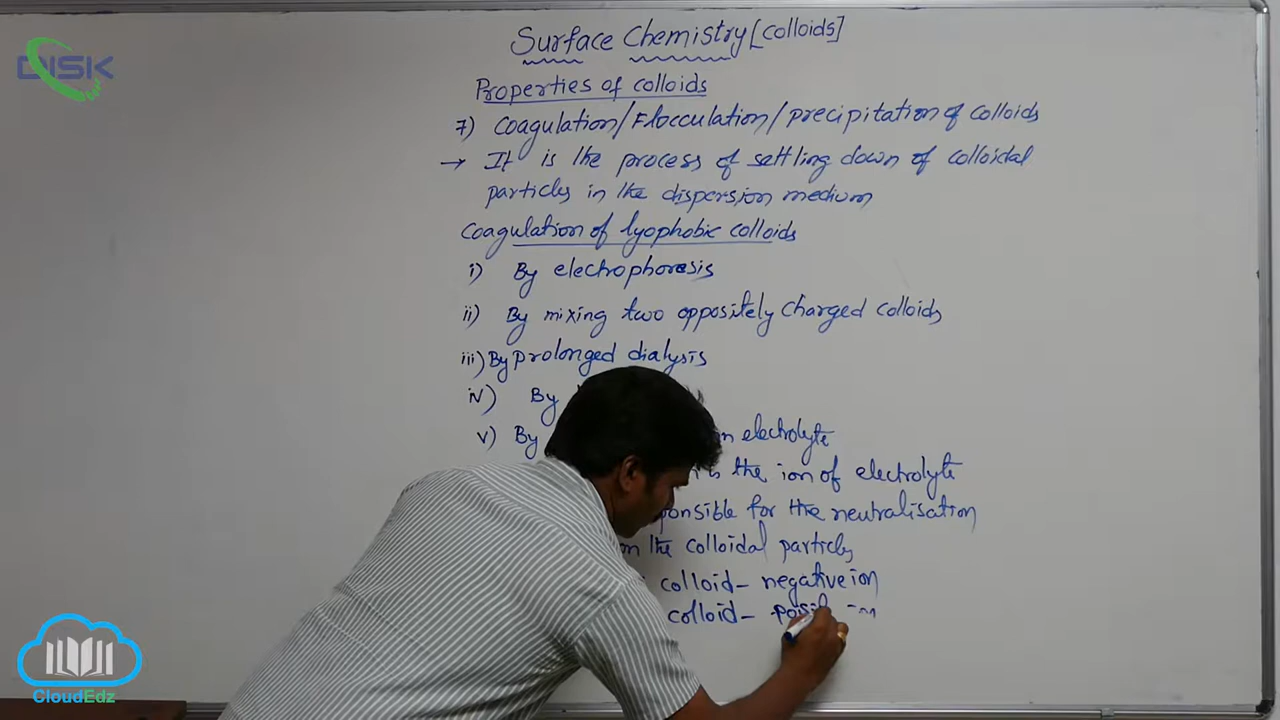 DISK
Surface Chemistry [colloids]
Properties of colloids
7) Coagulation/Flocculation/precipitation of colloids
→ It is the process of settling down of colloidal
particles in the dispersion medium
Coagulation of lyophobic colloids
i) By electrophoresis
ii) By mixing two oppositely charged colloids
iii) By prolonged dialysis
iv) By
v) By electrolyte
is the ion of electrolyte
for the neutralisation
on the colloidal particles
colloid – negative ion
colloid –
CloudEdz